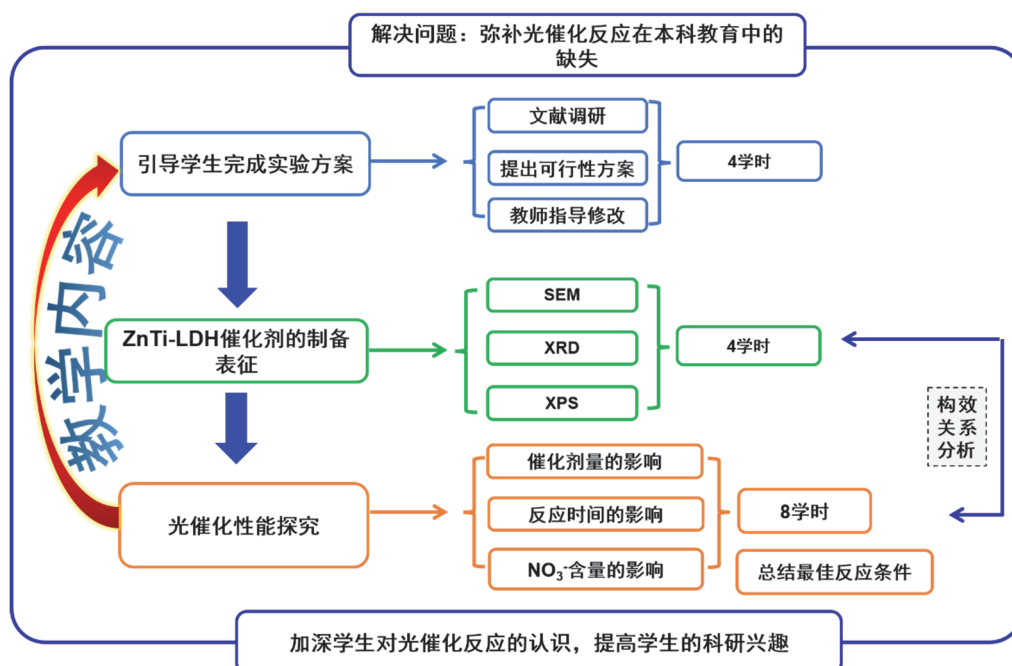 解决问题：弥补光催化反应在本科教育中的
缺失
教学内容
引导学生完成实验方案
文献调研
提出可行性方案
教师指导修改
4学时
ZnTi-LDH催化剂的制备
表征
SEM
XRD
XPS
4学时
构效
关系
分析
光催化性能探究
催化剂量的影响
反应时间的影响
NO₃⁻含量的影响
8学时
总结最佳反应条件
加深学生对光催化反应的认识，提高学生的科研兴趣